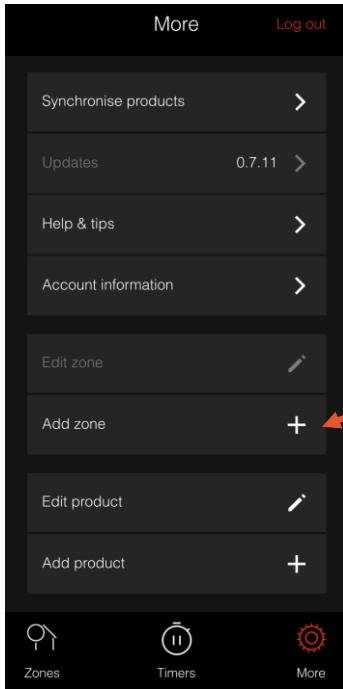 More
Log out
Synchronise products
Updates 0.7.11
Help & tips
Account information
Edit zone
Add zone
Edit product
Add product
Zones Timers More